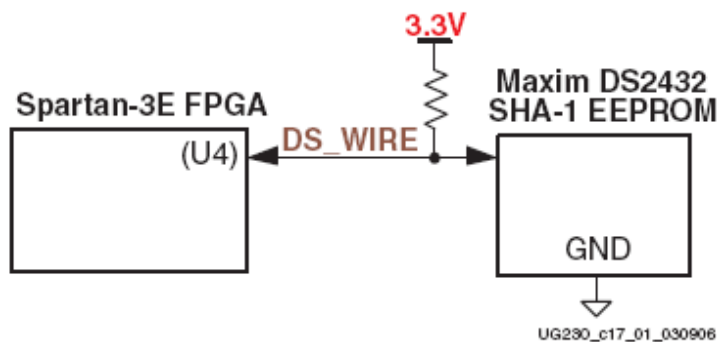 3.3V
Spartan-3E FPGA
Maxim DS2432
SHA-1 EEPROM
(U4)
DS_WIRE
GND
UG230_c17_01_030906